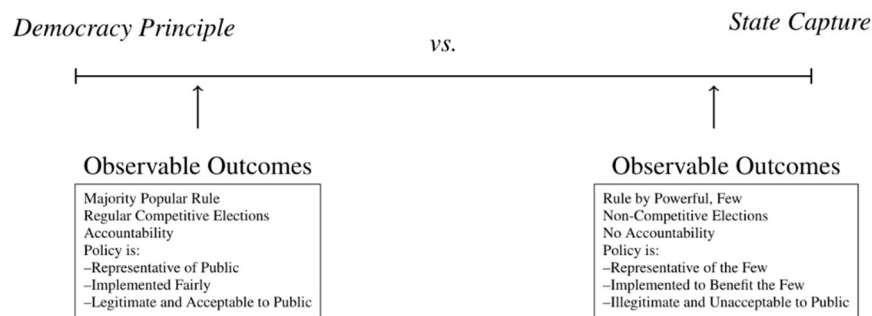 Democracy Principle
vs.
State Capture
Observable Outcomes
Majority Popular Rule
Regular Competitive Elections
Accountability
Policy is:
–Representative of Public
–Implemented Fairly
–Legitimate and Acceptable to Public
Observable Outcomes
Rule by Powerful, Few
Non-Competitive Elections
No Accountability
Policy is:
–Representative of the Few
–Implemented to Benefit the Few
–Illegitimate and Unacceptable to Public